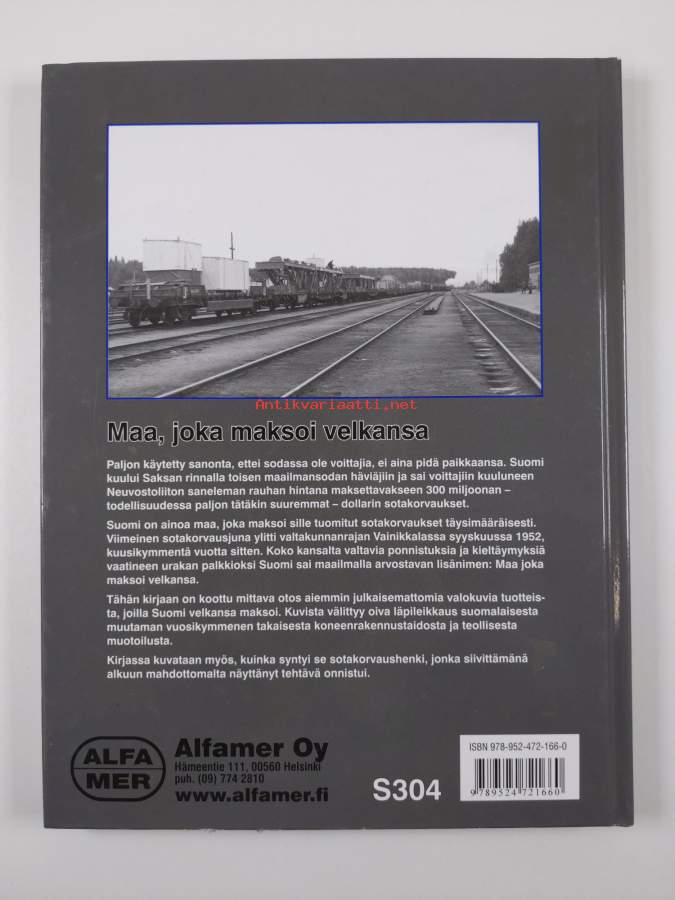 Antikvariaatti.net
Maa, joka maksoi velkansa
Paljon käytetty sanonta, ettei sodassa ole voittajia, ei aina pidä paikkaansa. Suomi
kuului Saksan rinnalla toisen maailmansodan häviäjiin ja sai voittajiin kuuluneen
Neuvostoliiton saneleman rauhan hintana maksettavakseen 300 miljoonan –
todellisuudessa paljon tätäkin suuremmat – dollarin sotakorvaukset.
Suomi on ainoa maa, joka maksoi sille tuomitut sotakorvaukset täysimääräisesti.
Viimeinen sotakorvausjuna ylitti valtakunnanrajan Vainikkalassa syyskuussa 1952,
kuusikymmentä vuotta sitten. Koko kansalta valtavia ponnistuksia ja kieltäymyksiä
vaatineen urakan palkkioksi Suomi sai maailmalla arvostavan lisänimen: Maa joka
maksoi velkansa.
Tähän kirjaan on koottu mittava otos aiemmin julkaisemattomia valokuvia tuotteis-
ta, joilla Suomi velkansa maksoi. Kuvista välittyy oiva läpileikkaus suomalaisesta
muutaman vuosikymmenen takaisesta koneenrakennustaidosta ja teollisesta
muotoilusta.
Kirjassa kuvataan myös, kuinka syntyi se sotakorvaushenki, jonka siivittämänä
alkuun mahdottomalta näyttänyt tehtävä onnistui.
ALFA
MER
Alfamer Oy
Hämeentie 111, 00560 Helsinki
puh. (09) 774 2810
www.alfamer.fi
S304
ISBN 978-952-472-166-0
9 789524 721660